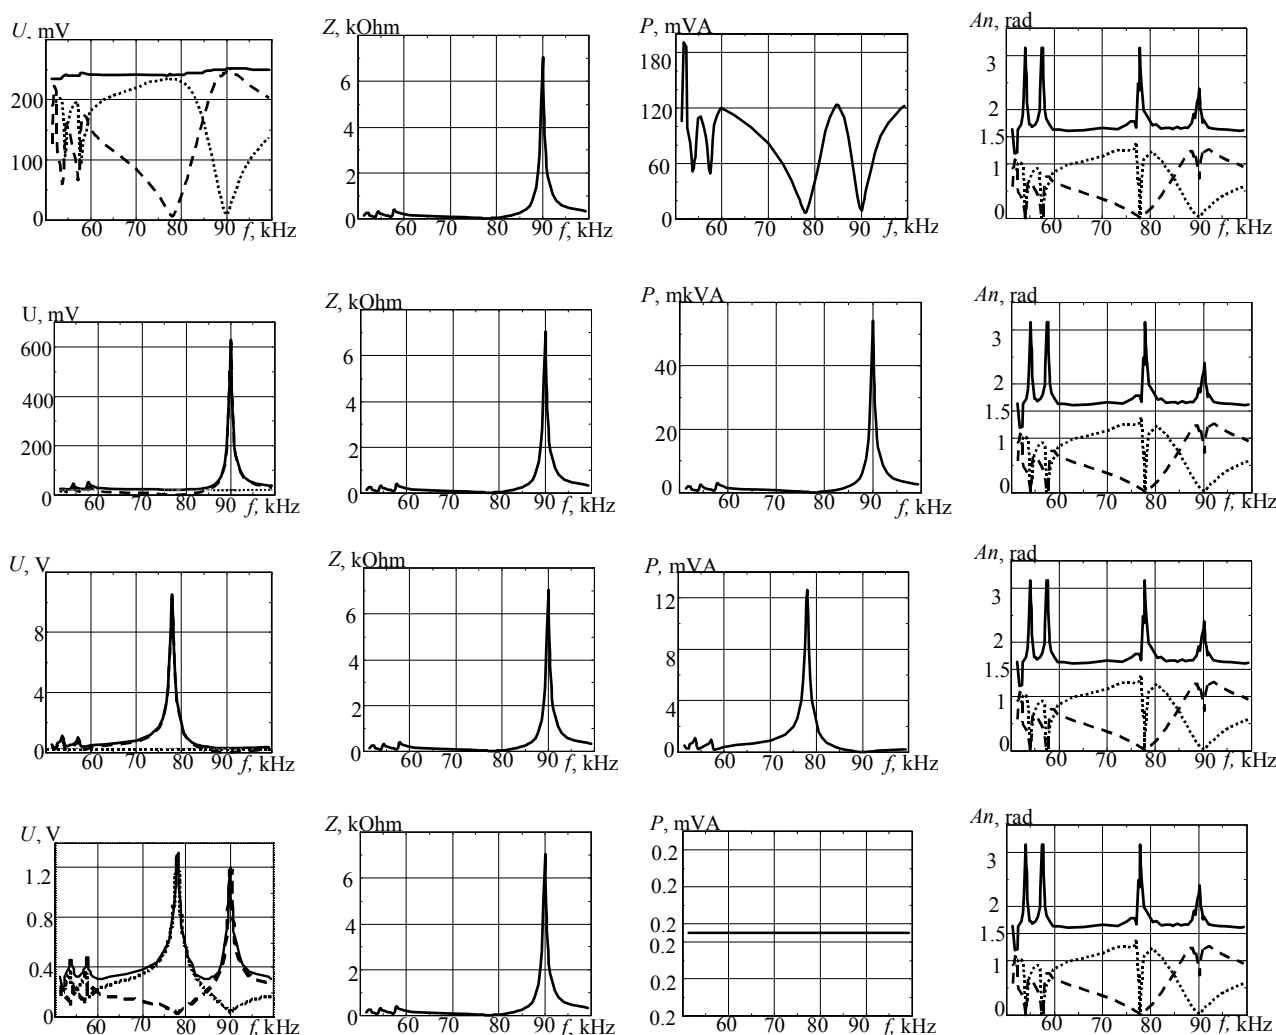 U, mV
200
100
0
60 70 80 90 f, kHz
Z, kOhm
6
4
2
0
60 70 80 90 f, kHz
P, mVA
180
120
60
0
60 70 80 90 f, kHz
An, rad
3
2
1.5
1
0
60 70 80 90 f, kHz
U, mV
600
400
200
0
60 70 80 90 f, kHz
Z, kOhm
6
4
2
0
60 70 80 90 f, kHz
P, mkVA
40
20
0
60 70 80 90 f, kHz
An, rad
3
2
1.5
1
0
60 70 80 90 f, kHz
U, V
8
4
0
60 70 80 90 f, kHz
Z, kOhm
6
4
2
0
60 70 80 90 f, kHz
P, mVA
12
8
4
0
60 70 80 90 f, kHz
An, rad
3
2
1.5
1
0
60 70 80 90 f, kHz
U, V
1.2
0.8
0.4
0
60 70 80 90 f, kHz
Z, kOhm
6
4
2
0
60 70 80 90 f, kHz
P, mVA
0.2
0.2
0.2
0.2
0.2
0.2
60 70 80 90 f, kHz
An, rad
3
2
1.5
1
0
60 70 80 90 f, kHz